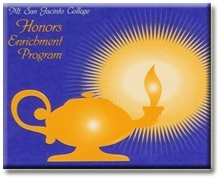 Mt San Jacinto College
Honors
Enrichment
Program